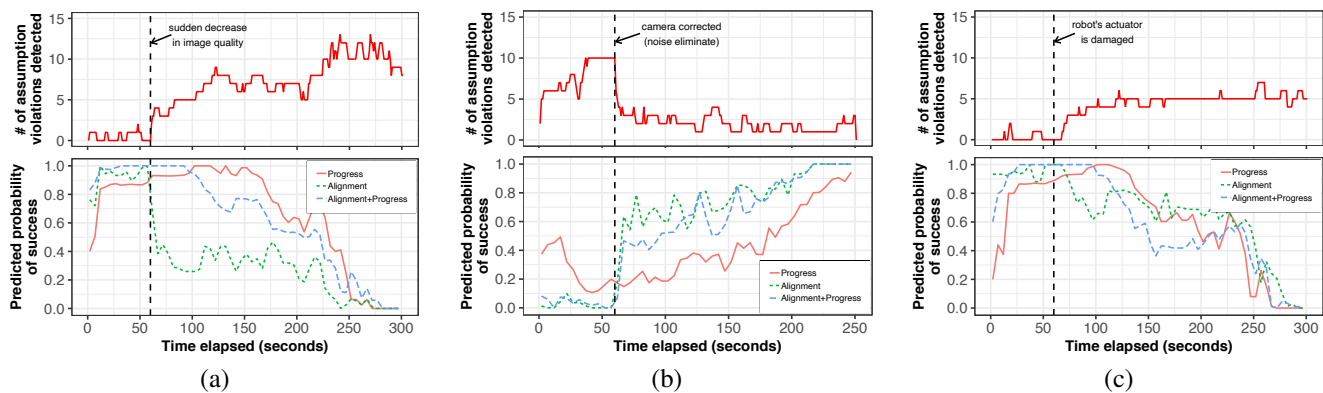 # of assumption
violations detected
15
10
5
0
sudden decrease
in image quality
Predicted probability
of success
1.0
0.8
0.6
0.4
0.2
0.0
Progress
Alignment
Alignment+Progress
0 50 100 150 200 250 300
Time elapsed (seconds)
(a)
# of assumption
violations detected
15
10
5
0
camera corrected
(noise eliminate)
Predicted probability
of success
1.0
0.8
0.6
0.4
0.2
0.0
Progress
Alignment
Alignment+Progress
0 50 100 150 200 250
Time elapsed (seconds)
(b)
# of assumption
violations detected
15
10
5
0
robot's actuator
is damaged
Predicted probability
of success
1.0
0.8
0.6
0.4
0.2
0.0
Progress
Alignment
Alignment+Progress
0 50 100 150 200 250 300
Time elapsed (seconds)
(c)